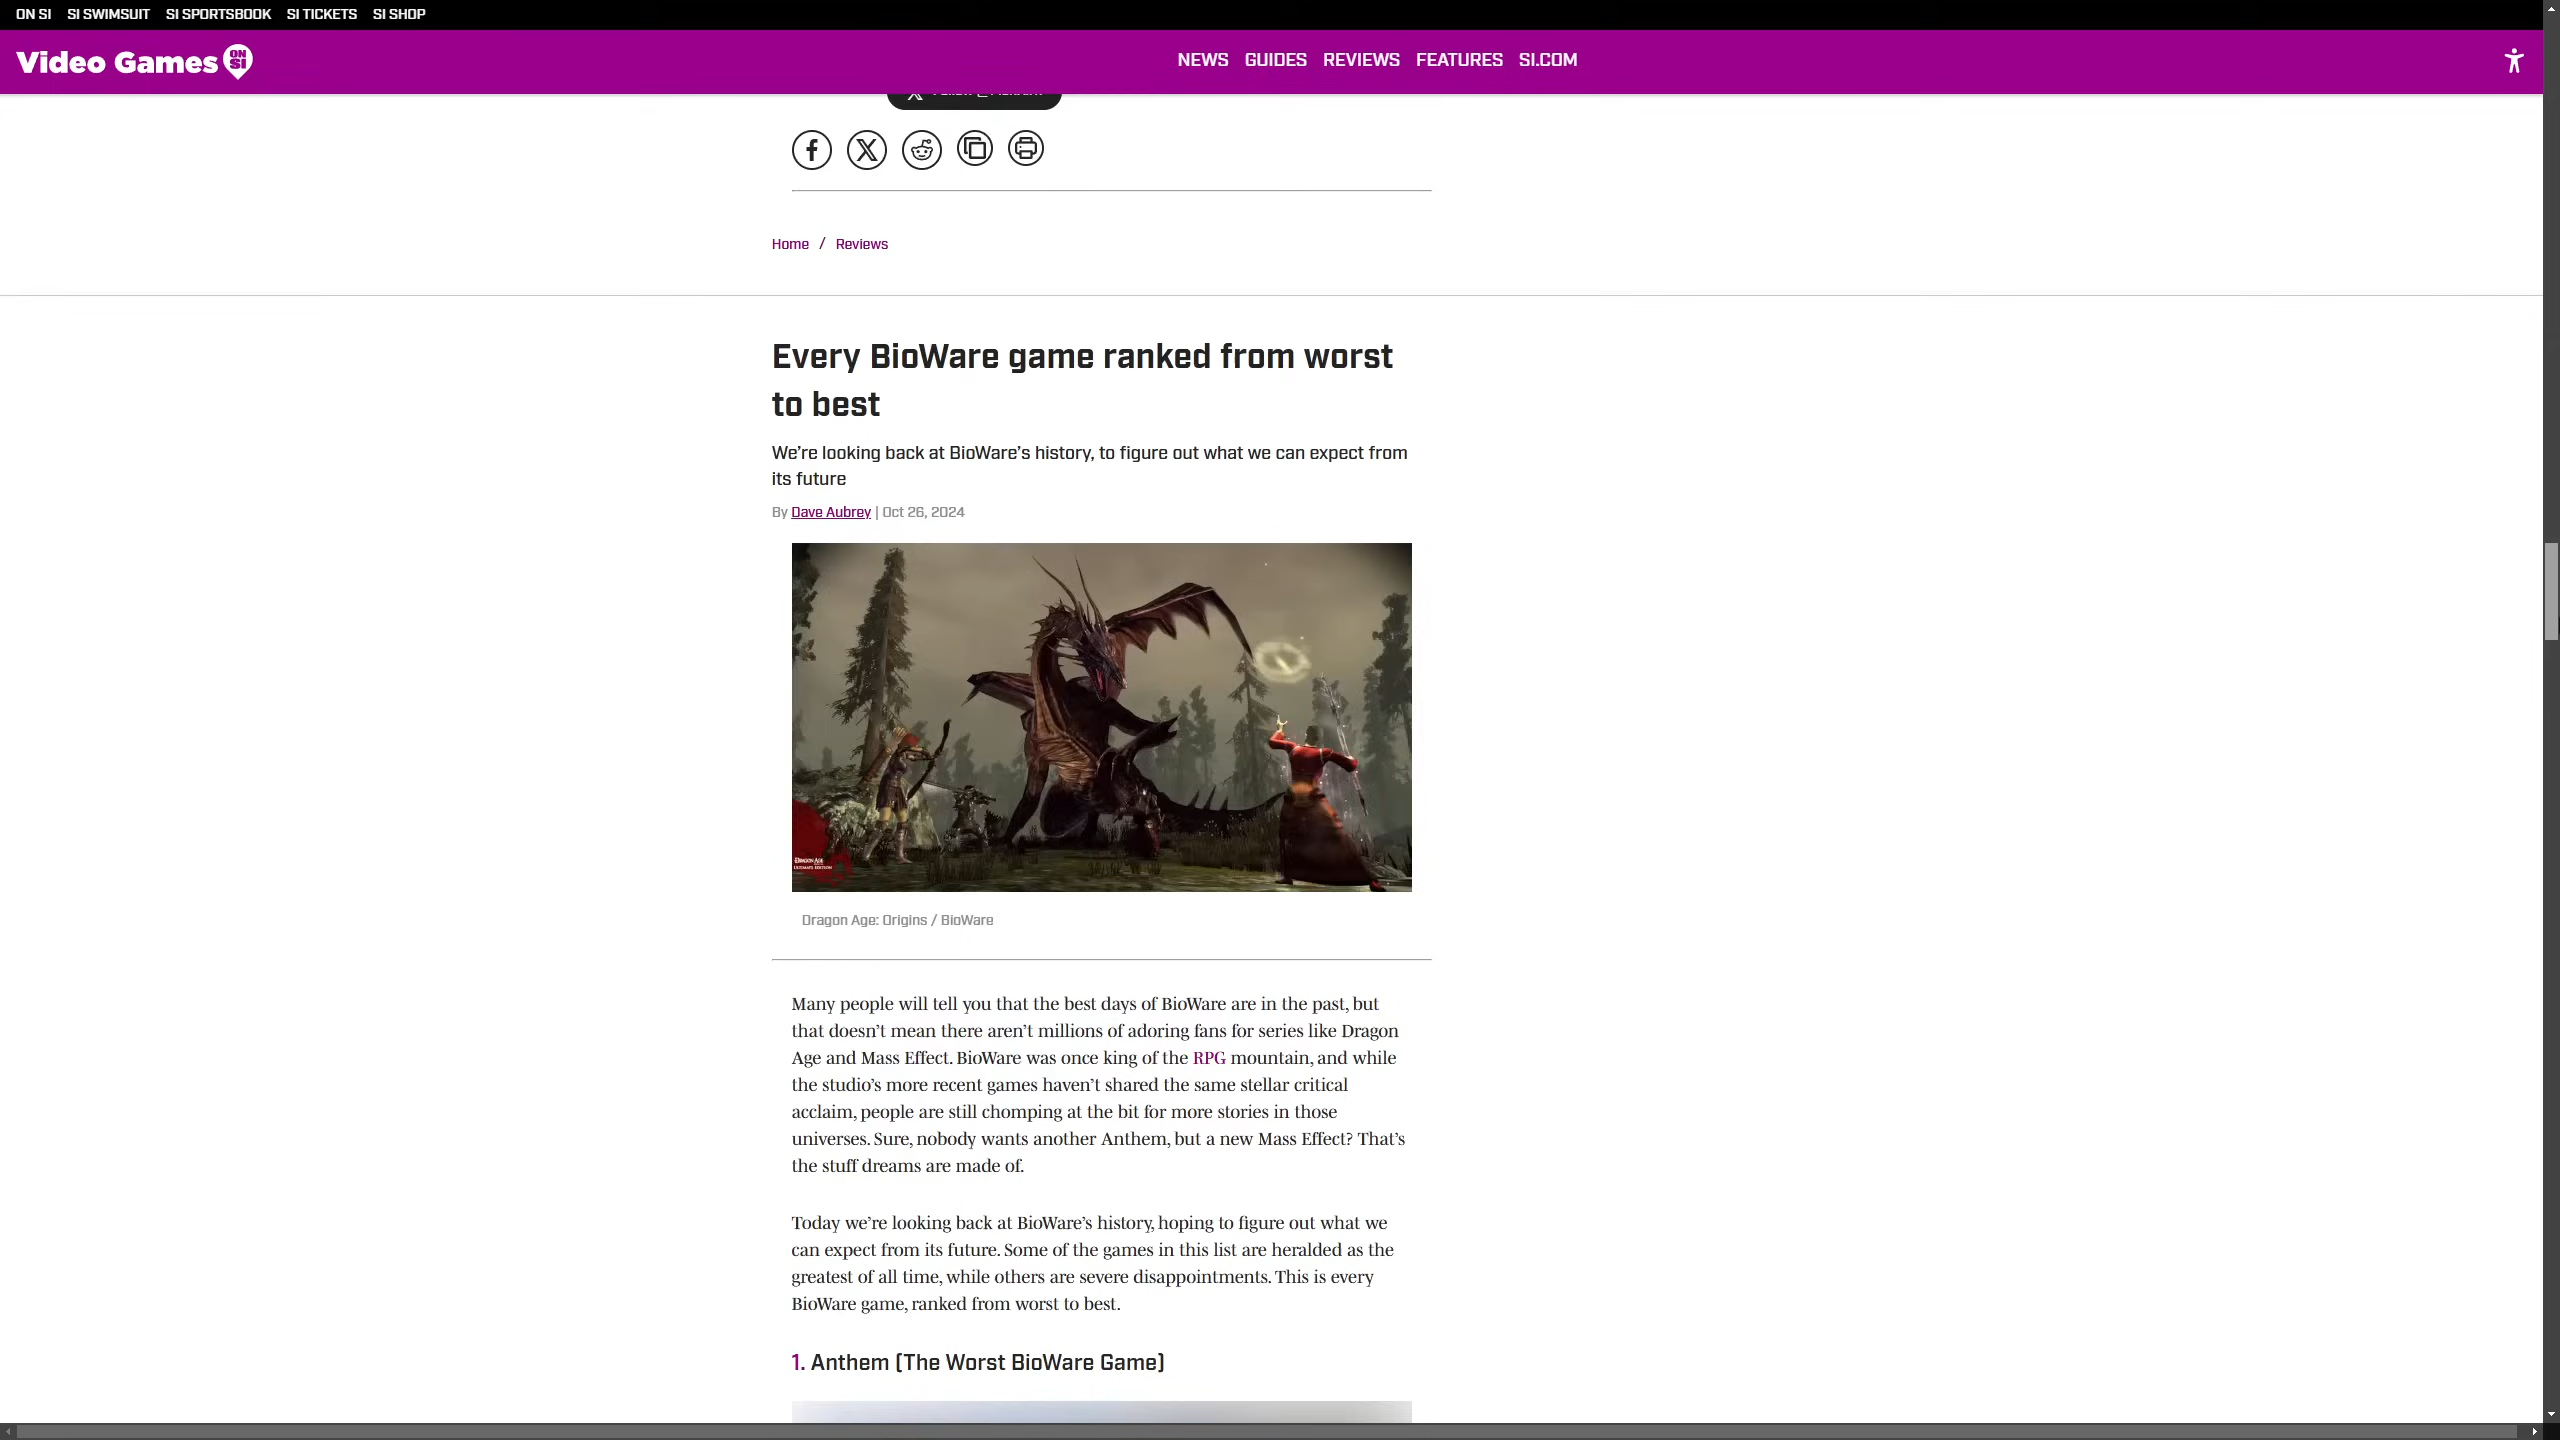 ON SI SI SWIMSUIT SI SPORTSBOOK SI TICKETS SI SHOP
Video Games ON SI
NEWS GUIDES REVIEWS FEATURES SI.COM
Home / Reviews
Every BioWare game ranked from worst
to best
We’re looking back at BioWare’s history, to figure out what we can expect from
its future
By Dave Aubrey | Oct 26, 2024
DRAGON AGE
ULTIMATE EDITION
Dragon Age: Origins / BioWare
Many people will tell you that the best days of BioWare are in the past, but
that doesn’t mean there aren’t millions of adoring fans for series like Dragon
Age and Mass Effect. BioWare was once king of the RPG mountain, and while
the studio’s more recent games haven’t shared the same stellar critical
acclaim, people are still chomping at the bit for more stories in those
universes. Sure, nobody wants another Anthem, but a new Mass Effect? That’s
the stuff dreams are made of.
Today we’re looking back at BioWare’s history, hoping to figure out what we
can expect from its future. Some of the games in this list are heralded as the
greatest of all time, while others are severe disappointments. This is every
BioWare game, ranked from worst to best.
1. Anthem (The Worst BioWare Game)